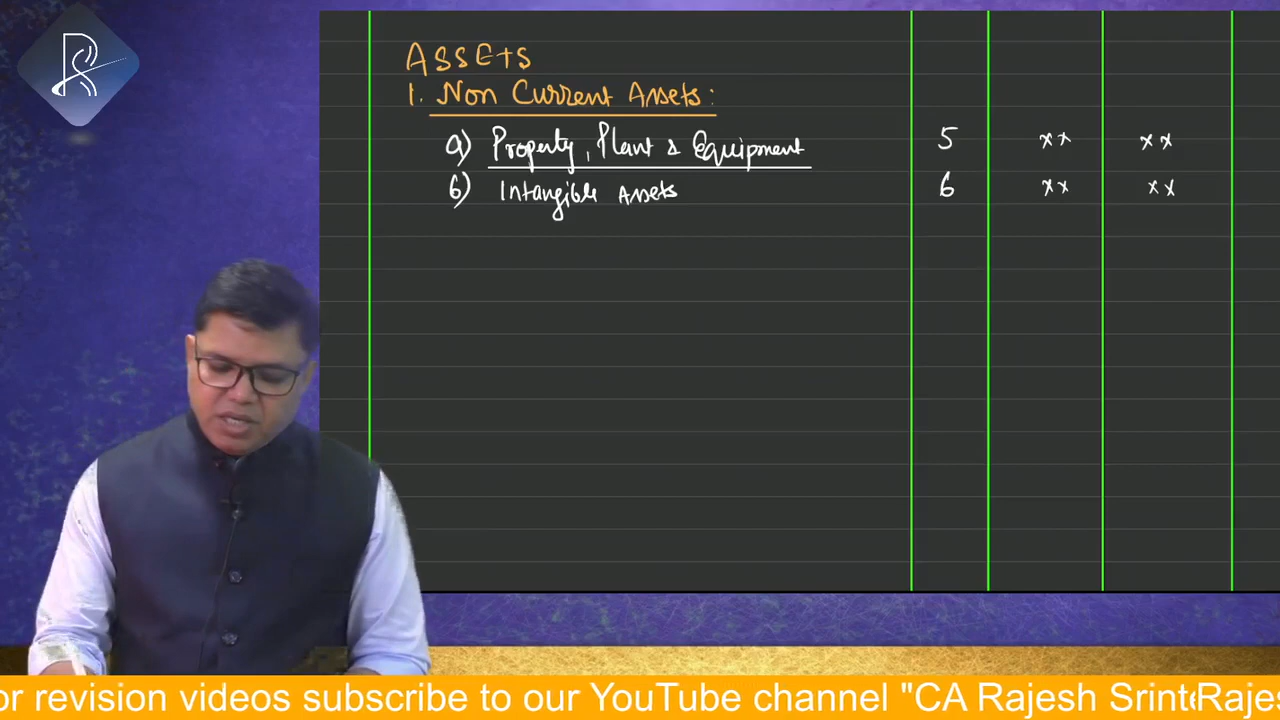 ASSETS
1. Non Current Assets:
a) Property, Plant & Equipment 5 xx xx
b) Intangible Assets 6 xx xx
or revision videos subscribe to our YouTube channel "CA Rajesh Srint Rajes